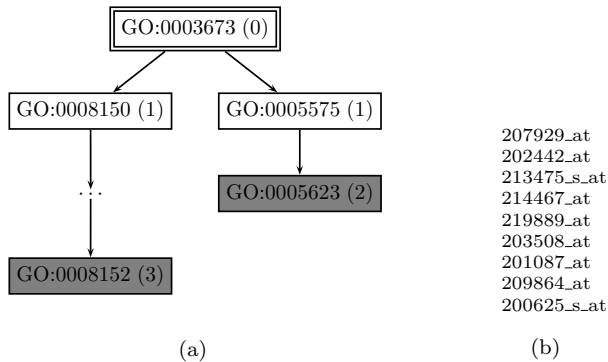 GO:0003673 (0)
GO:0008150 (1)
GO:0005575 (1)
GO:0005623 (2)
...
GO:0008152 (3)
(a)
207929_at
202442_at
213475_s_at
214467_at
219889_at
203508_at
201087_at
209864_at
200625_s_at
(b)